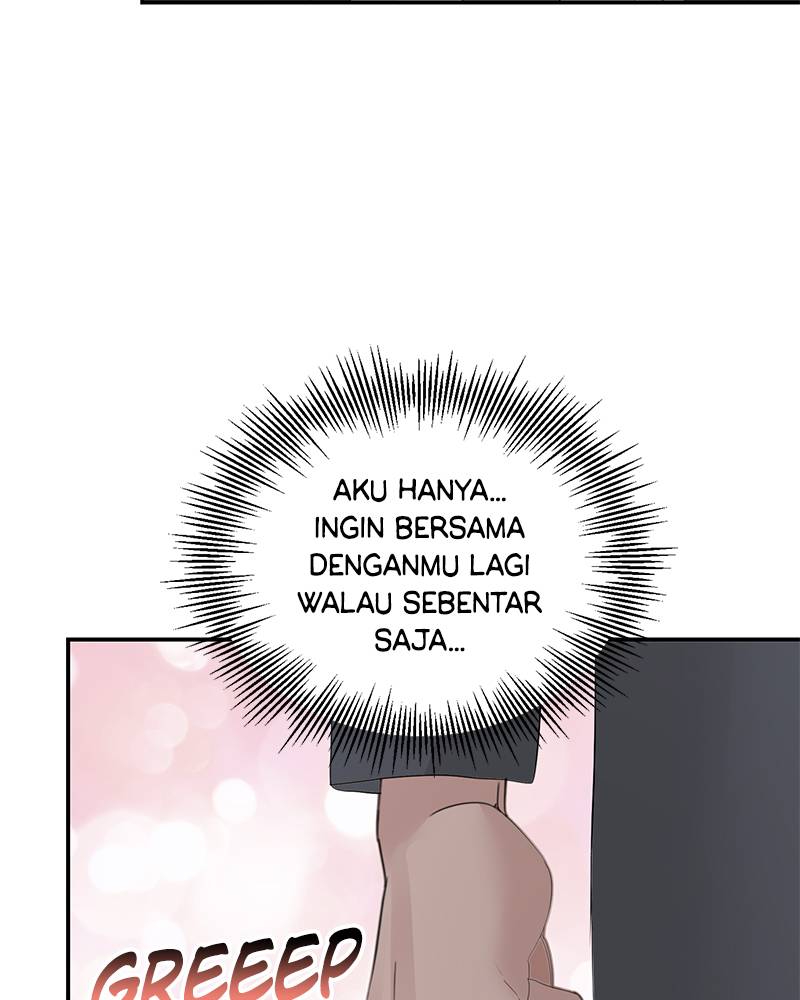 AKU HANYA...
INGIN BERSAMA
DENGANMU LAGI
WALAU SEBENTAR
SAJA...
GREEEP